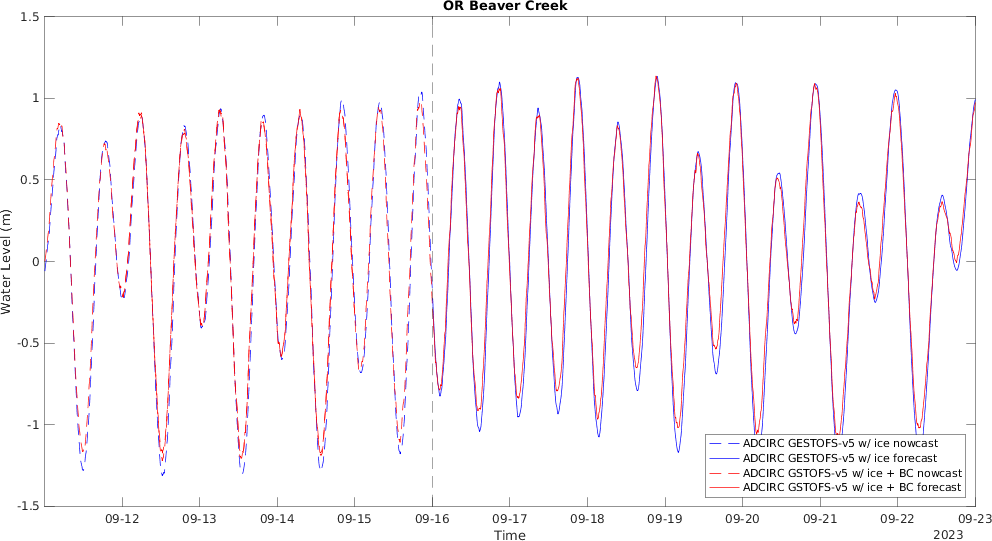 OR Beaver Creek
1.5
1
0.5
0
-0.5
-1
-1.5
Water Level (m)
ADCIRC GESTOFS-v5 w/ ice nowcast
ADCIRC GESTOFS-v5 w/ ice forecast
ADCIRC GSTOFS-v5 w/ ice + BC nowcast
ADCIRC GSTOFS-v5 w/ ice + BC forecast
09-12 09-13 09-14 09-15 09-16 09-17 09-18 09-19 09-20 09-21 09-22 09-23
Time
2023